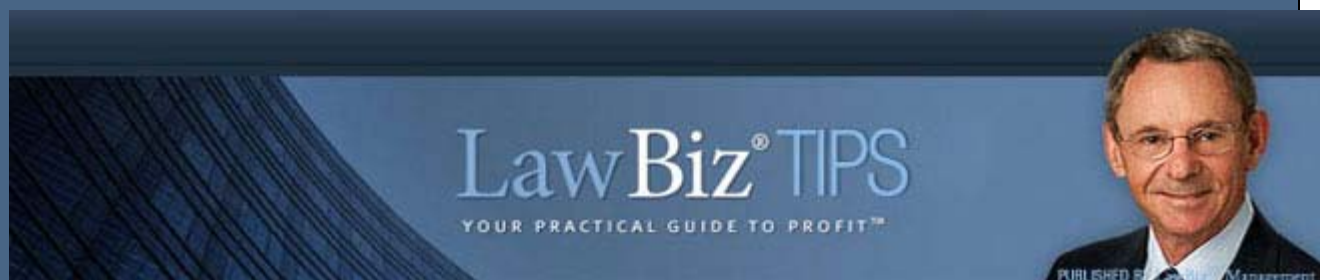 LawBiz® TIPS
YOUR PRACTICAL GUIDE TO PROFIT™
PUBLISHED Management